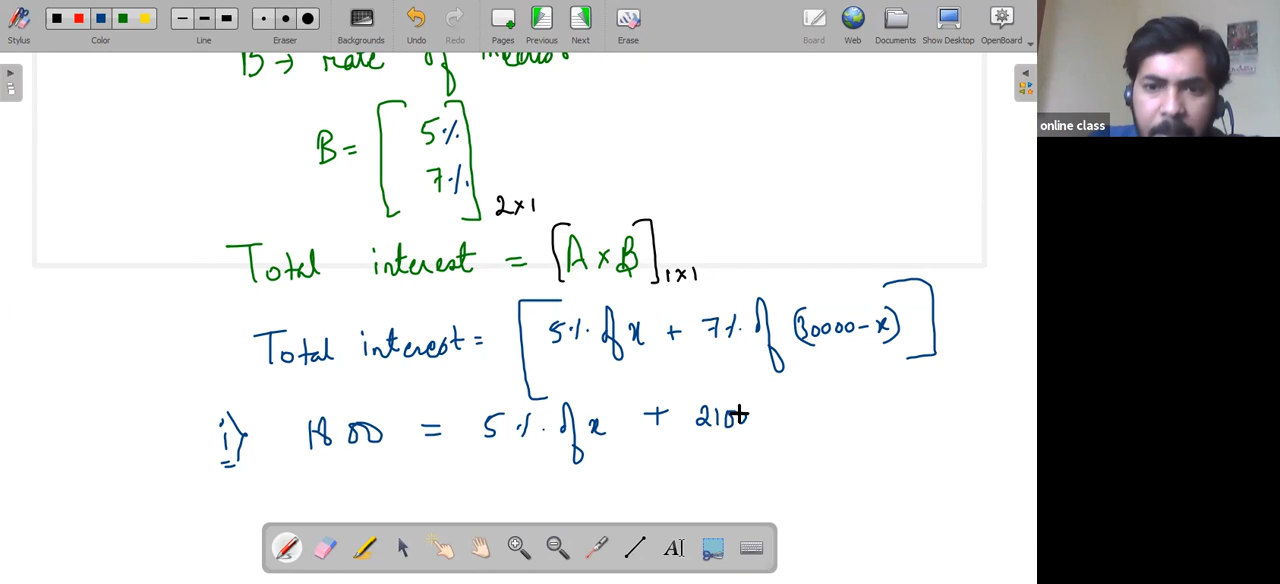 Stylus Color Line Eraser Backgrounds Undo Redo Pages Previous Next Erase Board Web Documents Show Desktop OpenBoard
online class
B → rate of
B = [ 5%
7% ] 2×1
Total interest = [A × B] 1×1
Total interest = [ 5% of x + 7% of (30000 - x) ]
i) 1800 = 5% of x + 2100